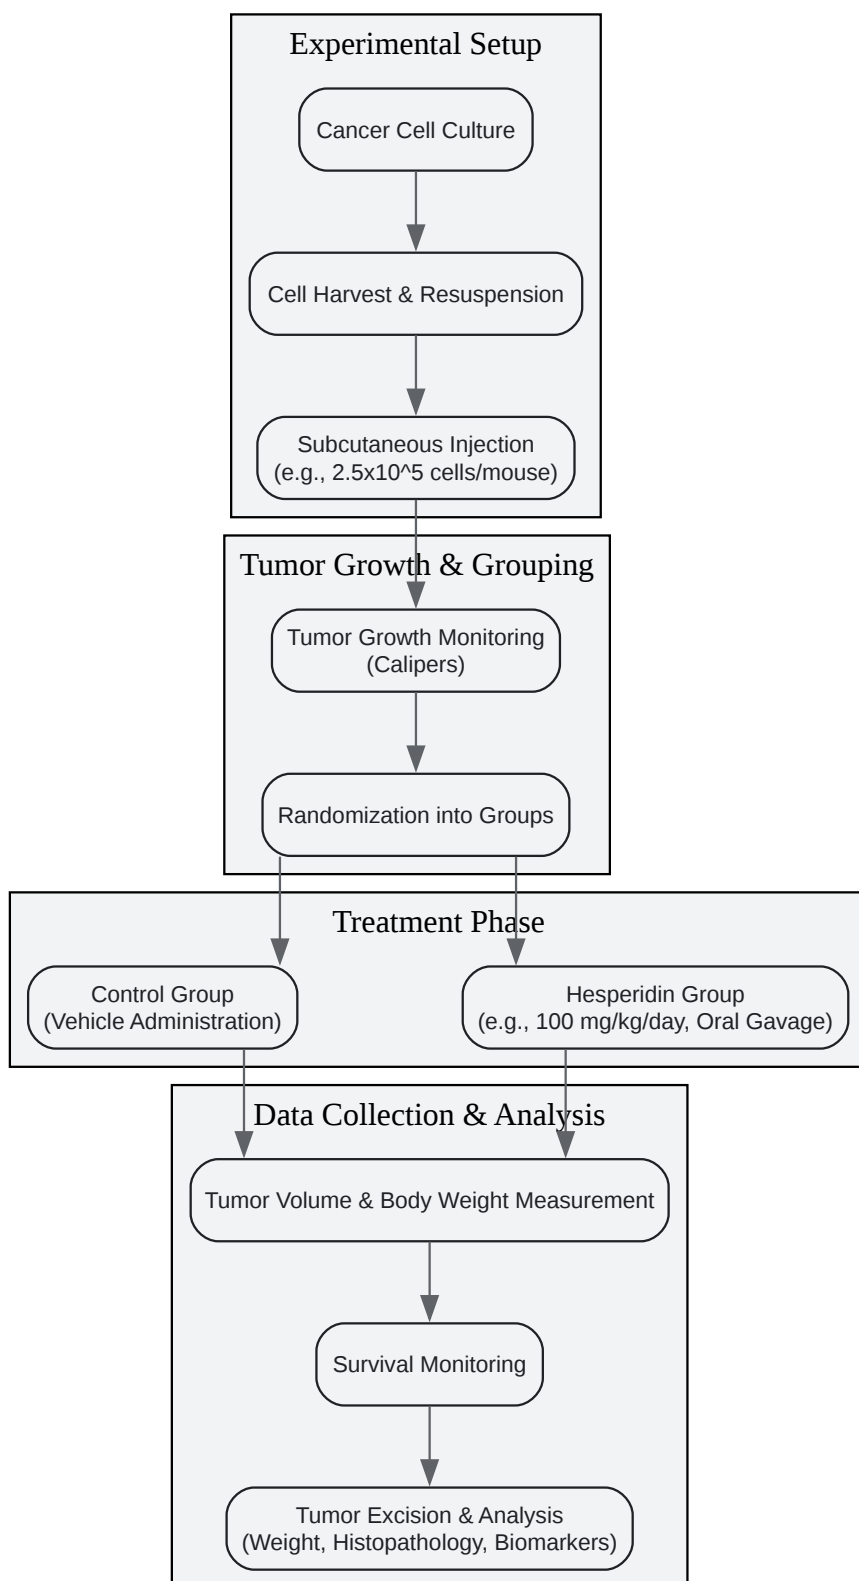 Experimental Setup
Cancer Cell Culture
Cell Harvest & Resuspension
Subcutaneous Injection
(e.g., 2.5x10^5 cells/mouse)
Tumor Growth & Grouping
Tumor Growth Monitoring
(Calipers)
Randomization into Groups
Treatment Phase
Control Group
(Vehicle Administration)
Hesperidin Group
(e.g., 100 mg/kg/day, Oral Gavage)
Data Collection & Analysis
Tumor Volume & Body Weight Measurement
Survival Monitoring
Tumor Excision & Analysis
(Weight, Histopathology, Biomarkers)